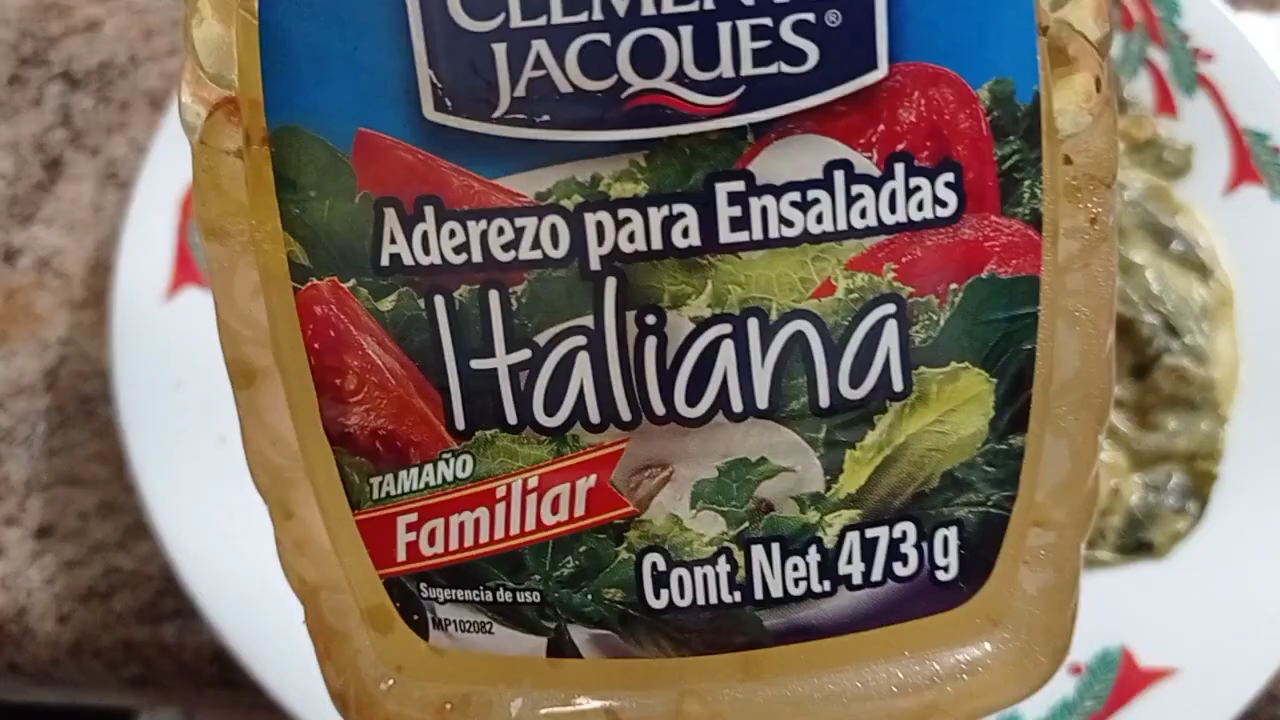 JACQUES®
Aderezo para Ensaladas
Italiana
TAMAÑO
Familiar
Cont. Net. 473 g
Sugerencia de uso
MP102082